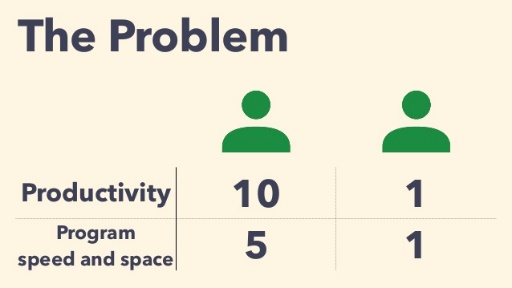 The Problem
Productivity 10 1
Program
speed and space 5 1